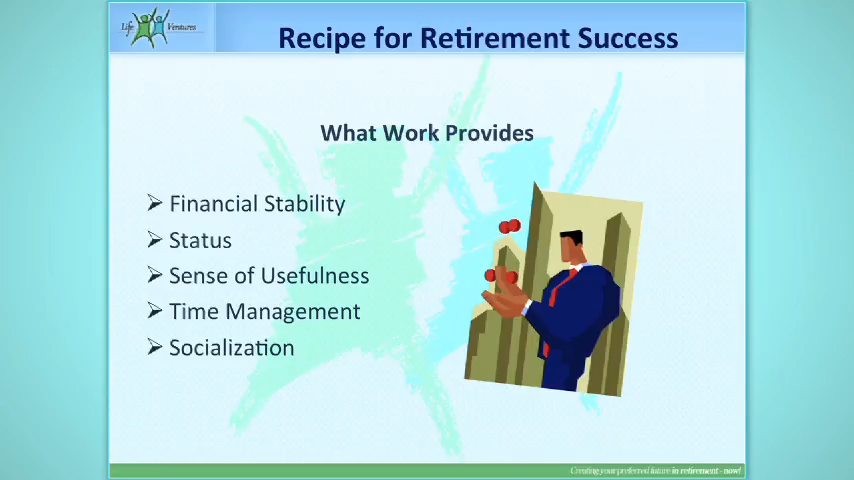 Life Ventures
Recipe for Retirement Success
What Work Provides
Financial Stability
Status
Sense of Usefulness
Time Management
Socialization
Creating your preferred future in retirement - now!